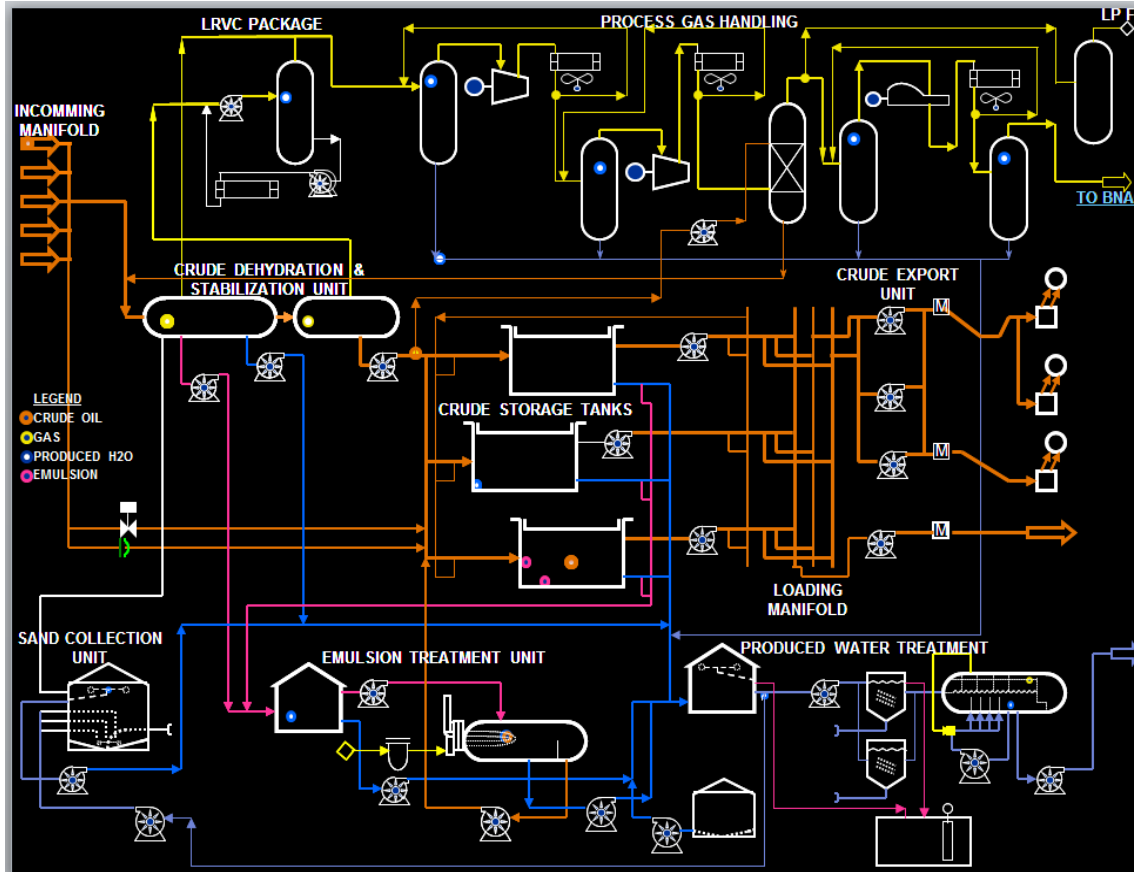 LRVC PACKAGE
PROCESS GAS HANDLING
LP F
INCOMMING
MANIFOLD
TO BNA
CRUDE DEHYDRATION &
STABILIZATION UNIT
CRUDE EXPORT
UNIT
M
LEGEND
CRUDE OIL
GAS
PRODUCED H2O
EMULSION
CRUDE STORAGE TANKS
M
M
LOADING
MANIFOLD
SAND COLLECTION
UNIT
EMULSION TREATMENT UNIT
PRODUCED WATER TREATMENT